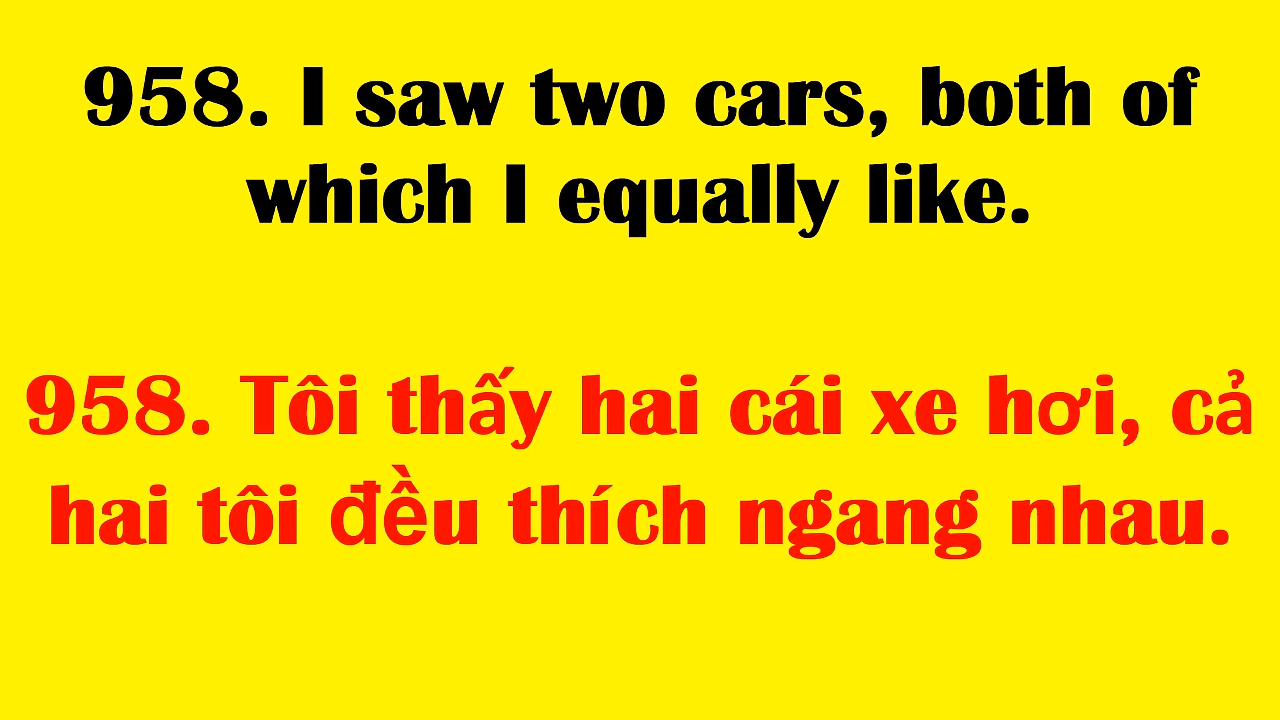 958. I saw two cars, both of
which I equally like.
958. Tôi thấy hai cái xe hơi, cả
hai tôi đều thích ngang nhau.